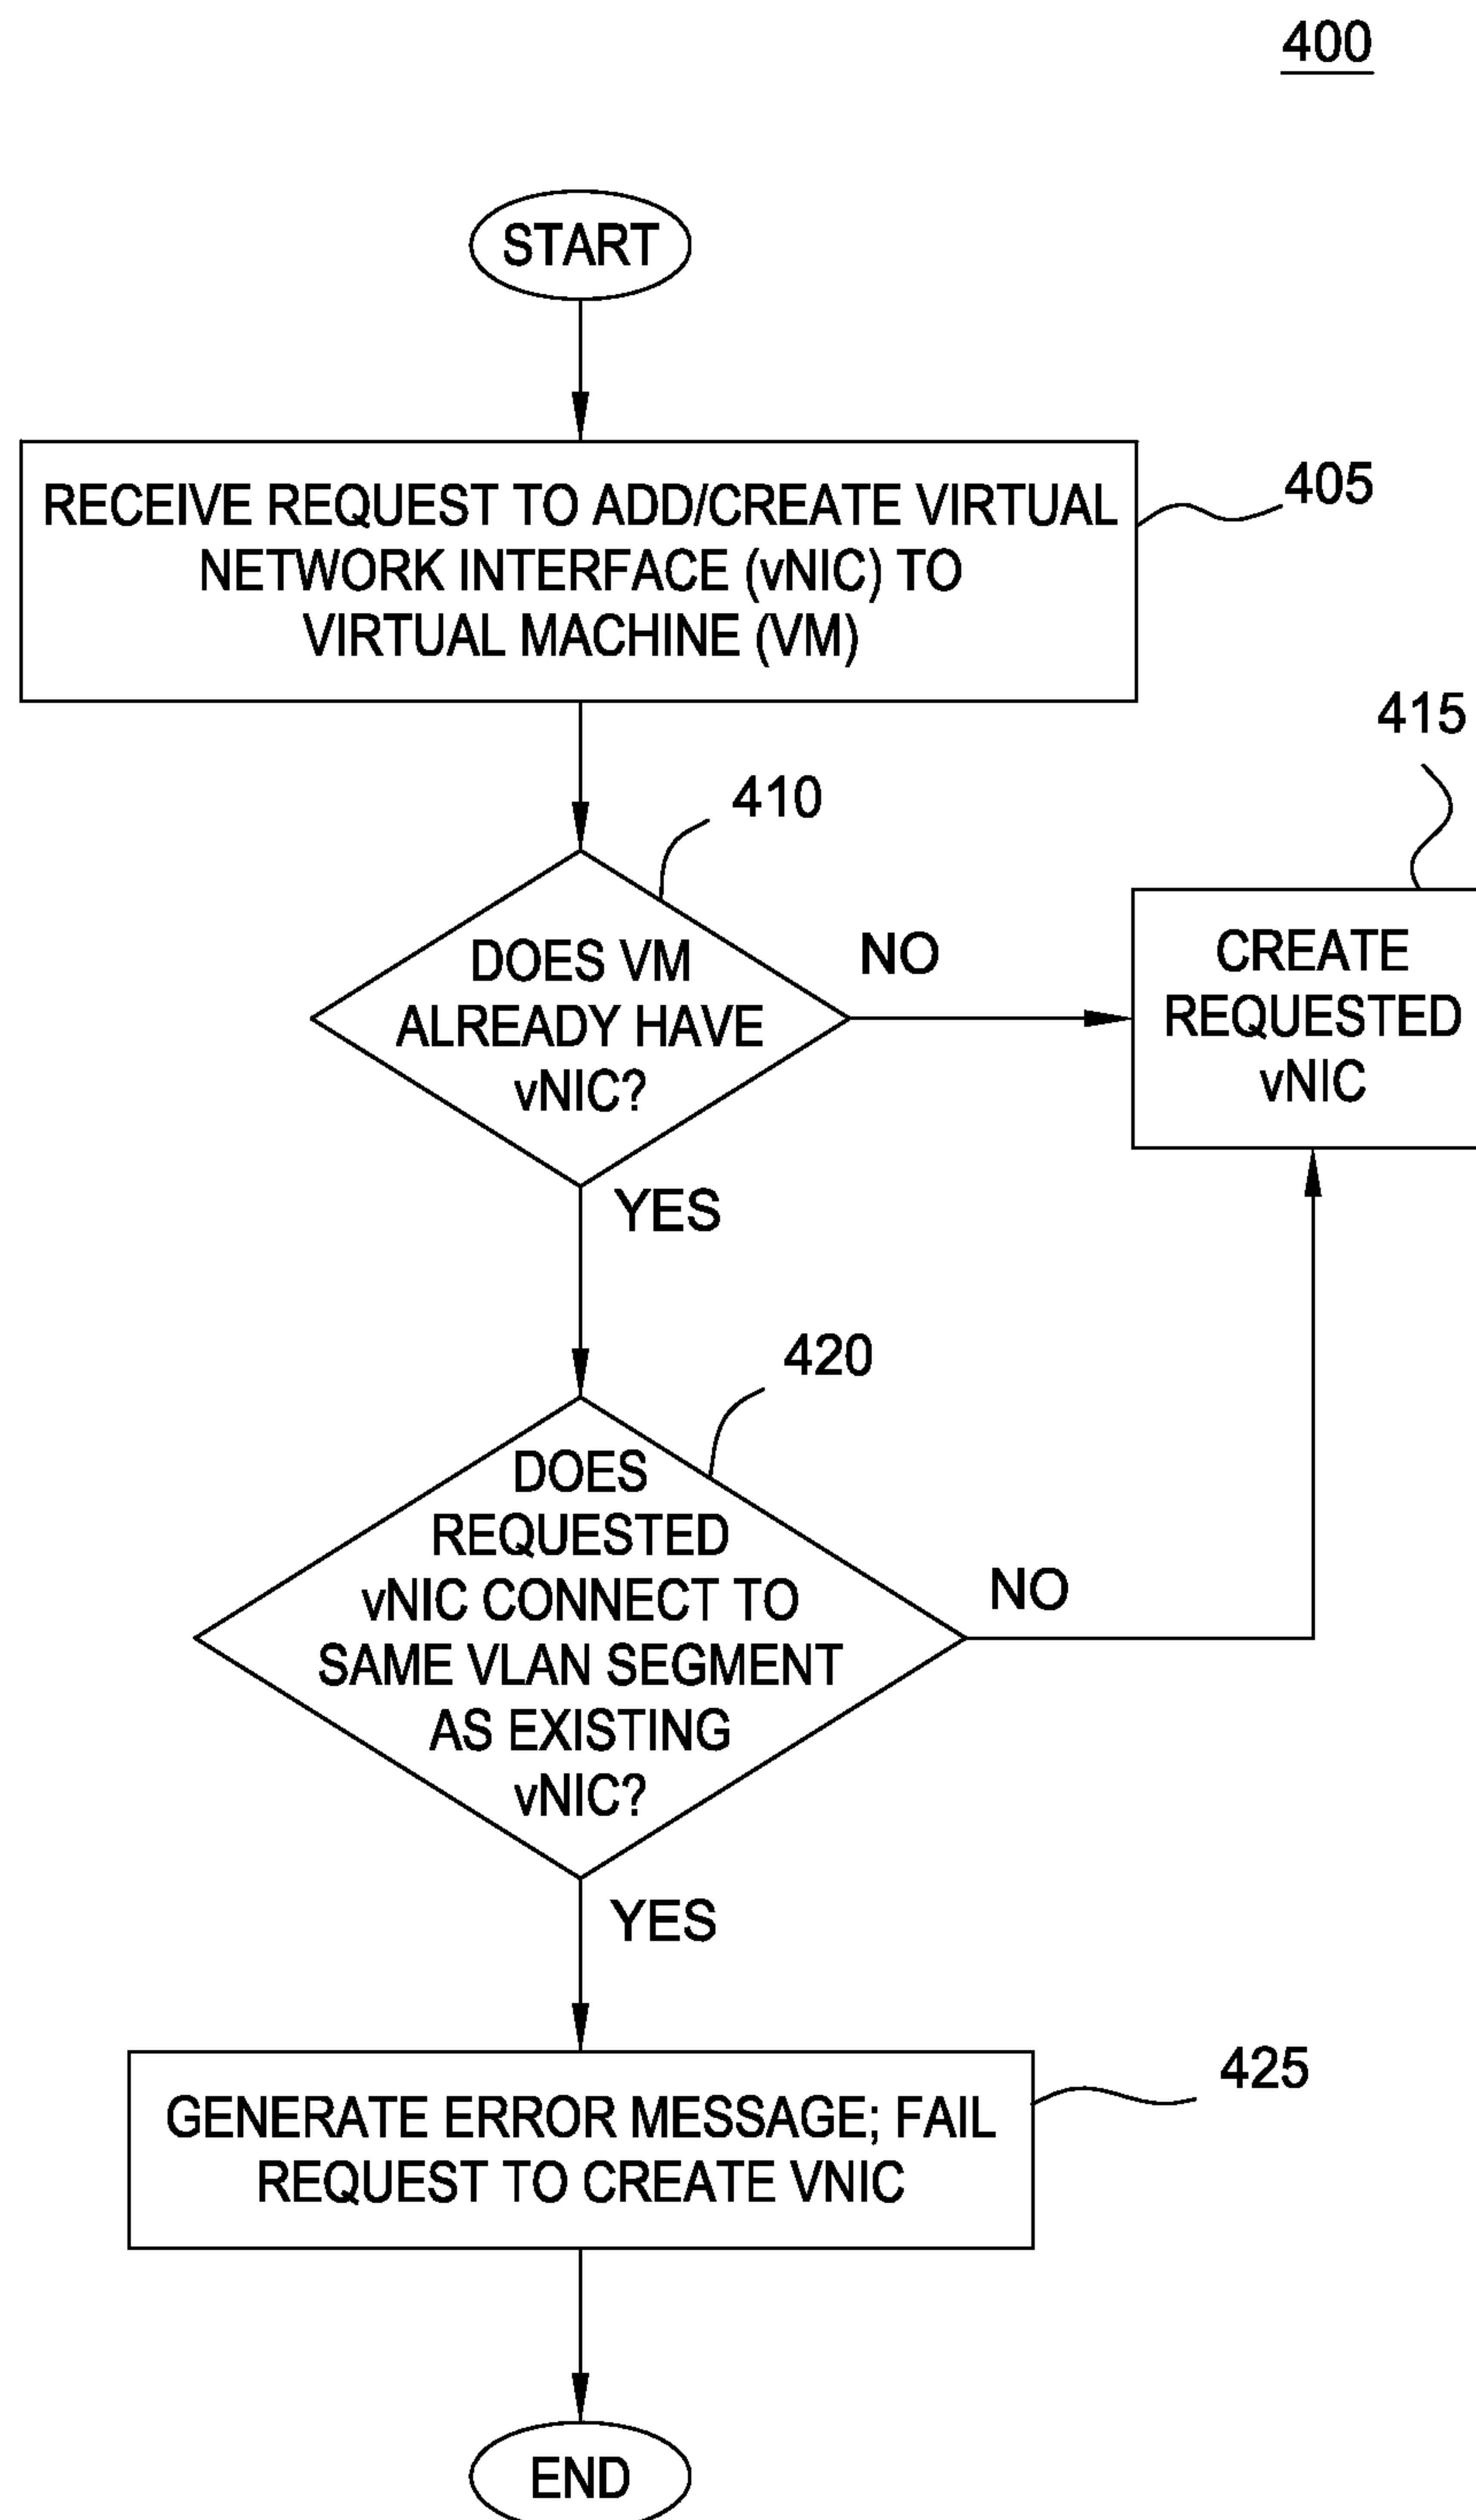 400
START
RECEIVE REQUEST TO ADD/CREATE VIRTUAL
NETWORK INTERFACE (vNIC) TO
VIRTUAL MACHINE (VM)
405
410
DOES VM
ALREADY HAVE
vNIC?
NO
415
CREATE
REQUESTED
vNIC
YES
420
DOES
REQUESTED
vNIC CONNECT TO
SAME VLAN SEGMENT
AS EXISTING
vNIC?
NO
YES
GENERATE ERROR MESSAGE; FAIL
REQUEST TO CREATE VNIC
425
END